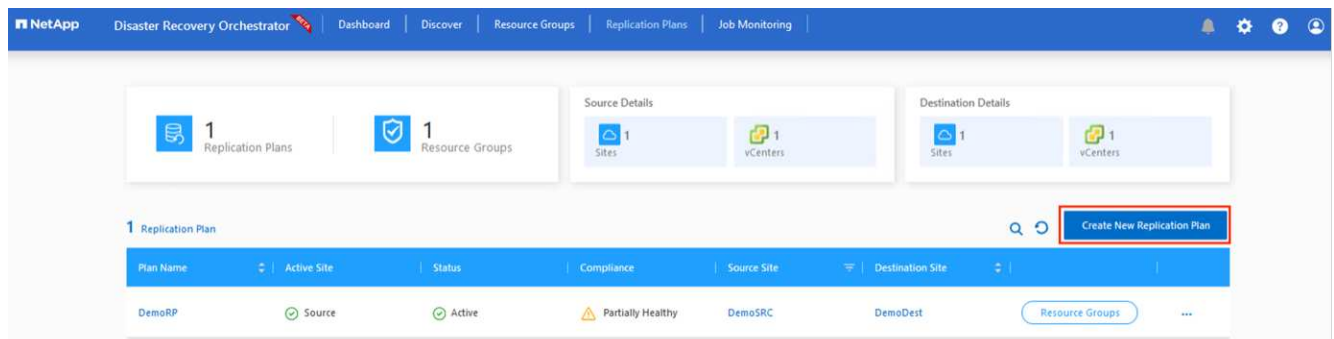 NetApp Disaster Recovery Orchestrator Dashboard Discover Resource Groups Replication Plans Job Monitoring
Source Details
Destination Details
1
Replication Plans
1
Resource Groups
1
Sites
1
vCenters
1
Sites
1
vCenters
1 Replication Plan
Create New Replication Plan
Plan Name Active Site Status Compliance Source Site Destination Site
DemoRP Source Active Partially Healthy DemoSRC DemoDest Resource Groups ...